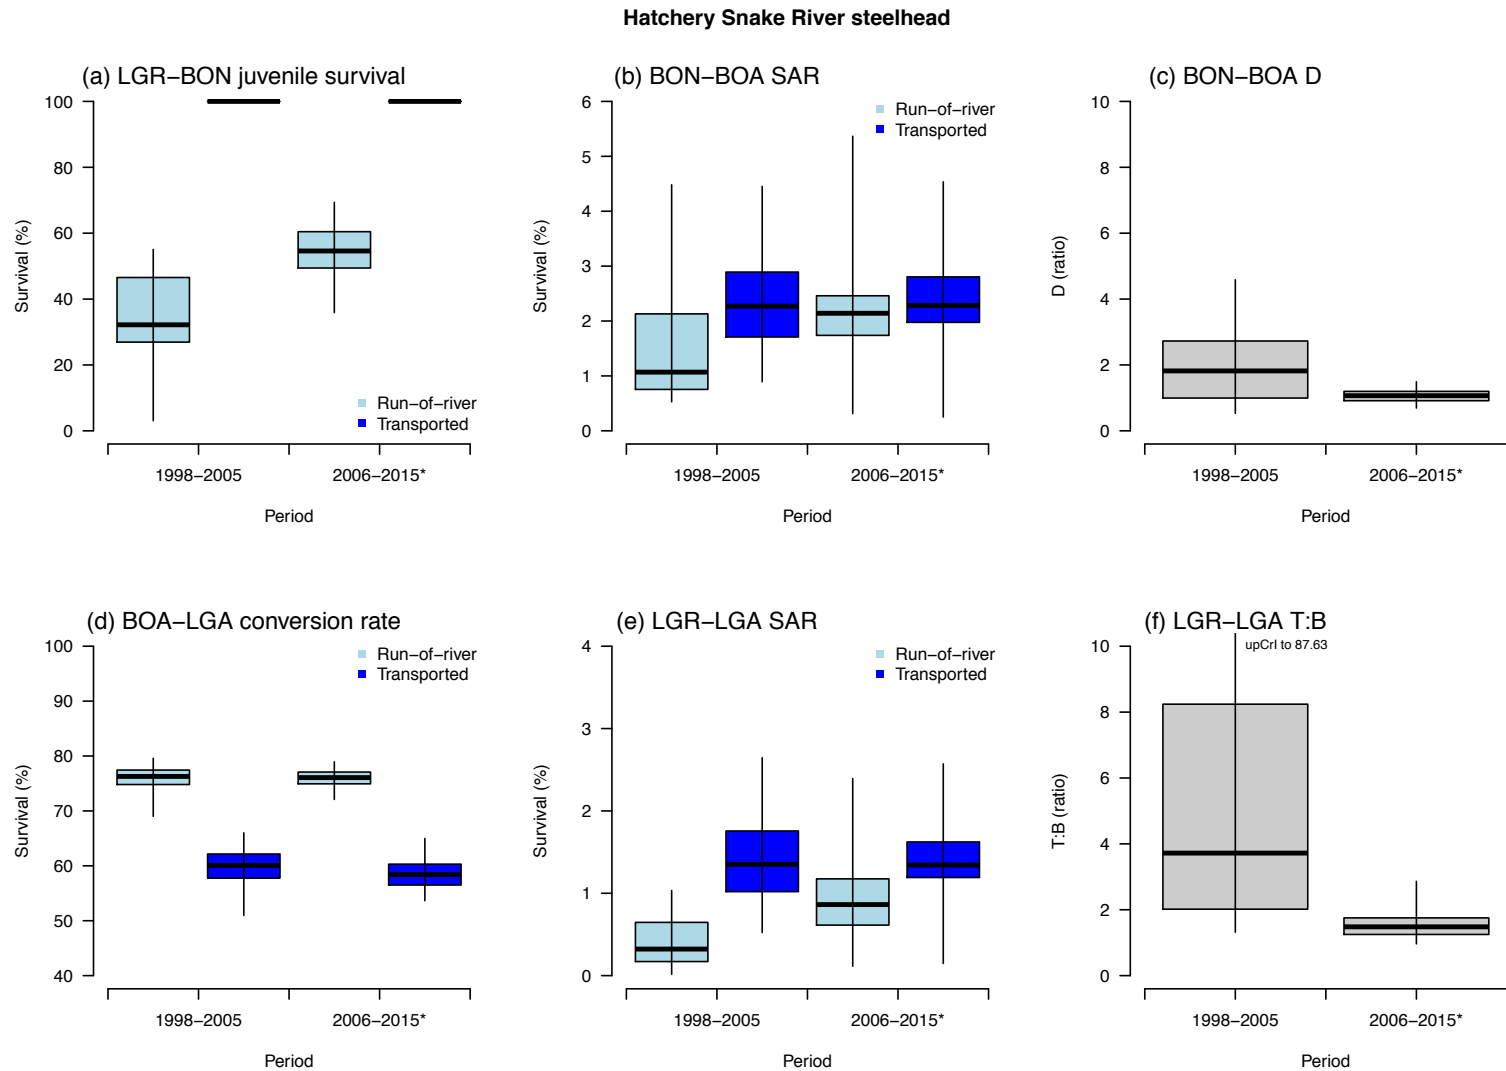 Hatchery Snake River steelhead
(a) LGR−BON juvenile survival
Survival (%)
100
80
60
40
20
0
Run−of−river
Transported
1998−2005
2006−2015*
Period
(b) BON−BOA SAR
Survival (%)
6
5
4
3
2
1
0
Run−of−river
Transported
1998−2005
2006−2015*
Period
(c) BON−BOA D
D (ratio)
10
8
6
4
2
0
1998−2005
2006−2015*
Period
(d) BOA−LGA conversion rate
Survival (%)
100
90
80
70
60
50
40
Run−of−river
Transported
1998−2005
2006−2015*
Period
(e) LGR−LGA SAR
Survival (%)
4
3
2
1
0
Run−of−river
Transported
1998−2005
2006−2015*
Period
(f) LGR−LGA T:B
upCrI to 87.63
T:B (ratio)
10
8
6
4
2
0
1998−2005
2006−2015*
Period